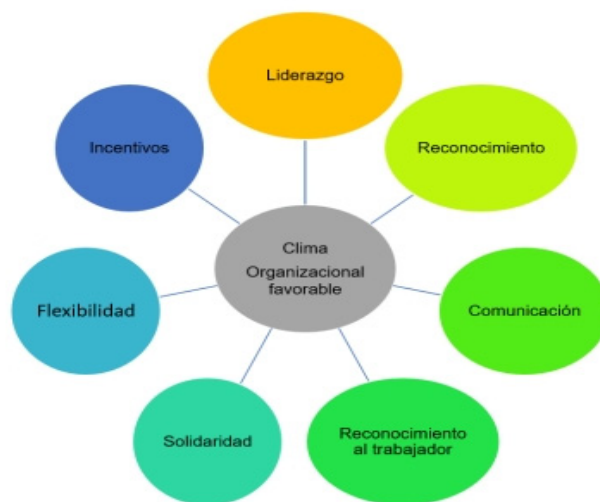 Liderazgo
Incentivos
Reconocimiento
Clima
Organizacional
favorable
Flexibilidad
Comunicación
Solidaridad
Reconocimiento
al trabajador